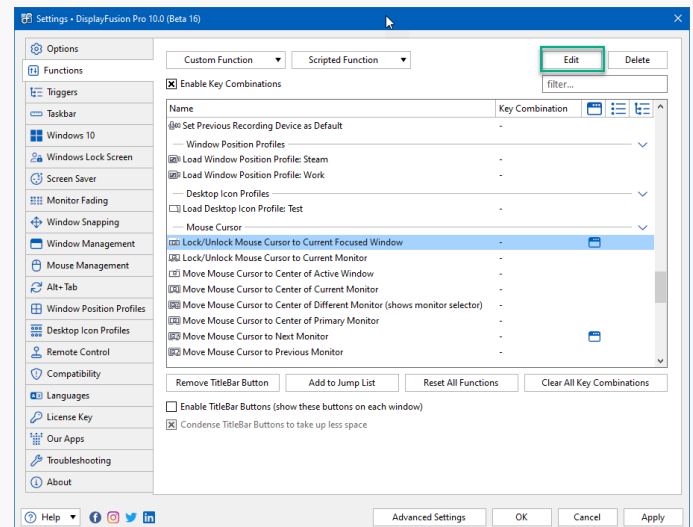 Settings • DisplayFusion Pro 10.0 (Beta 16)
Options
Functions
Triggers
Taskbar
Windows 10
Windows Lock Screen
Screen Saver
Monitor Fading
Window Snapping
Window Management
Mouse Management
Alt+Tab
Window Position Profiles
Desktop Icon Profiles
Remote Control
Compatibility
Languages
License Key
Our Apps
Troubleshooting
About
Custom Function Scripted Function Edit Delete
Enable Key Combinations filter...
Name Key Combination
Set Previous Recording Device as Default -
Window Position Profiles
Load Window Position Profile: Steam -
Load Window Position Profile: Work -
Desktop Icon Profiles
Load Desktop Icon Profile: Test -
Mouse Cursor
Lock/Unlock Mouse Cursor to Current Focused Window -
Lock/Unlock Mouse Cursor to Current Monitor -
Move Mouse Cursor to Center of Active Window -
Move Mouse Cursor to Center of Current Monitor -
Move Mouse Cursor to Center of Different Monitor (shows monitor selector) -
Move Mouse Cursor to Center of Primary Monitor -
Move Mouse Cursor to Next Monitor -
Move Mouse Cursor to Previous Monitor -
Remove TitleBar Button Add to Jump List Reset All Functions Clear All Key Combinations
Enable TitleBar Buttons (show these buttons on each window)
Condense TitleBar Buttons to take up less space
Help Advanced Settings OK Cancel Apply